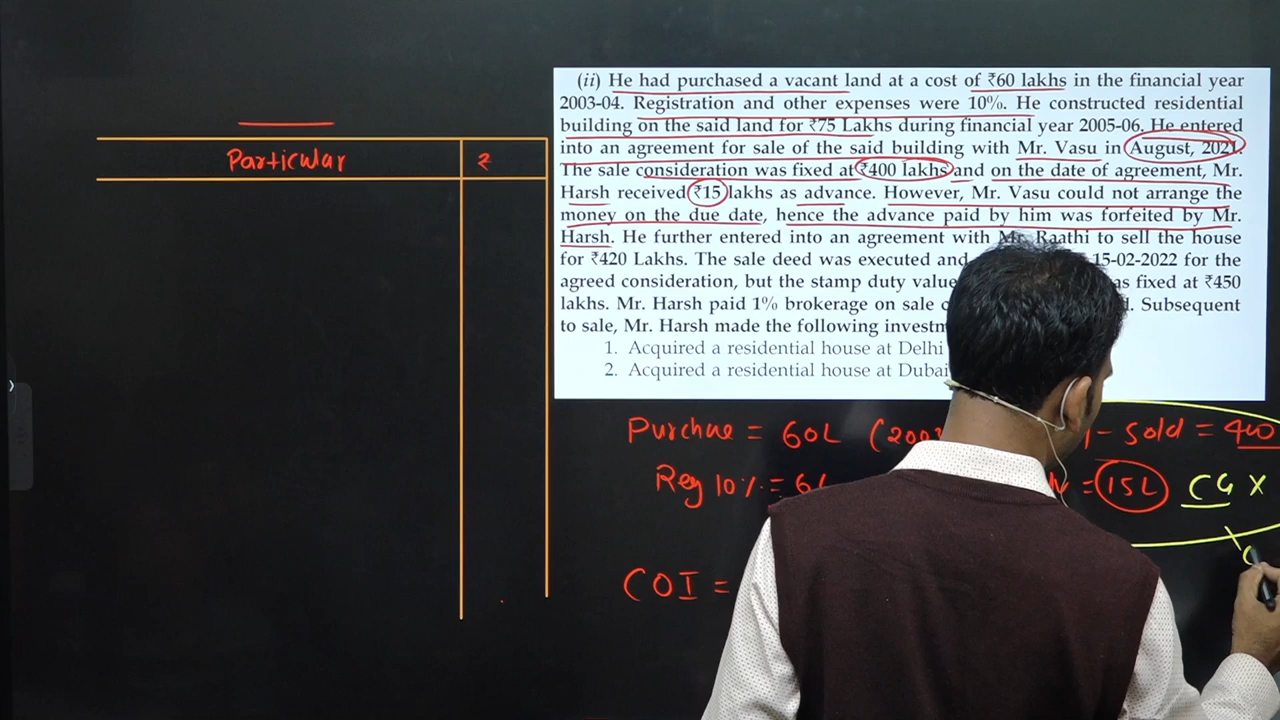 (ii) He had purchased a vacant land at a cost of ₹60 lakhs in the financial year
2003-04. Registration and other expenses were 10%. He constructed residential
building on the said land for ₹75 Lakhs during financial year 2005-06. He entered
into an agreement for sale of the said building with Mr. Vasu in August, 2021.
The sale consideration was fixed at ₹400 lakhs and on the date of agreement, Mr.
Harsh received ₹15 lakhs as advance. However, Mr. Vasu could not arrange the
money on the due date, hence the advance paid by him was forfeited by Mr.
Harsh. He further entered into an agreement with Mr. Raathi to sell the house
for ₹420 Lakhs. The sale deed was executed and 15-02-2022 for the
agreed consideration, but the stamp duty value as fixed at ₹450
lakhs. Mr. Harsh paid 1% brokerage on sale Subsequent
to sale, Mr. Harsh made the following
1. Acquired a residential house at Delhi
2. Acquired a residential house at Dubai
Particular ₹
Purchase = 60L - Sold = 400
Reg 10% = 6L = 15L CG X
COI =